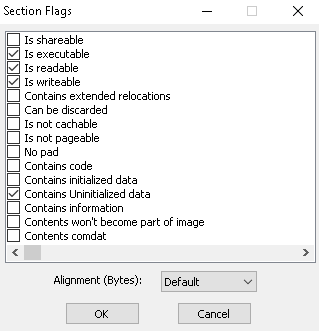 Section Flags
Is shareable
Is executable
Is readable
Is writeable
Contains extended relocations
Can be discarded
Is not cachable
Is not pageable
No pad
Contains code
Contains initialized data
Contains Uninitialized data
Contains information
Contents won't become part of image
Contents comdat
Alignment (Bytes): Default
OK Cancel